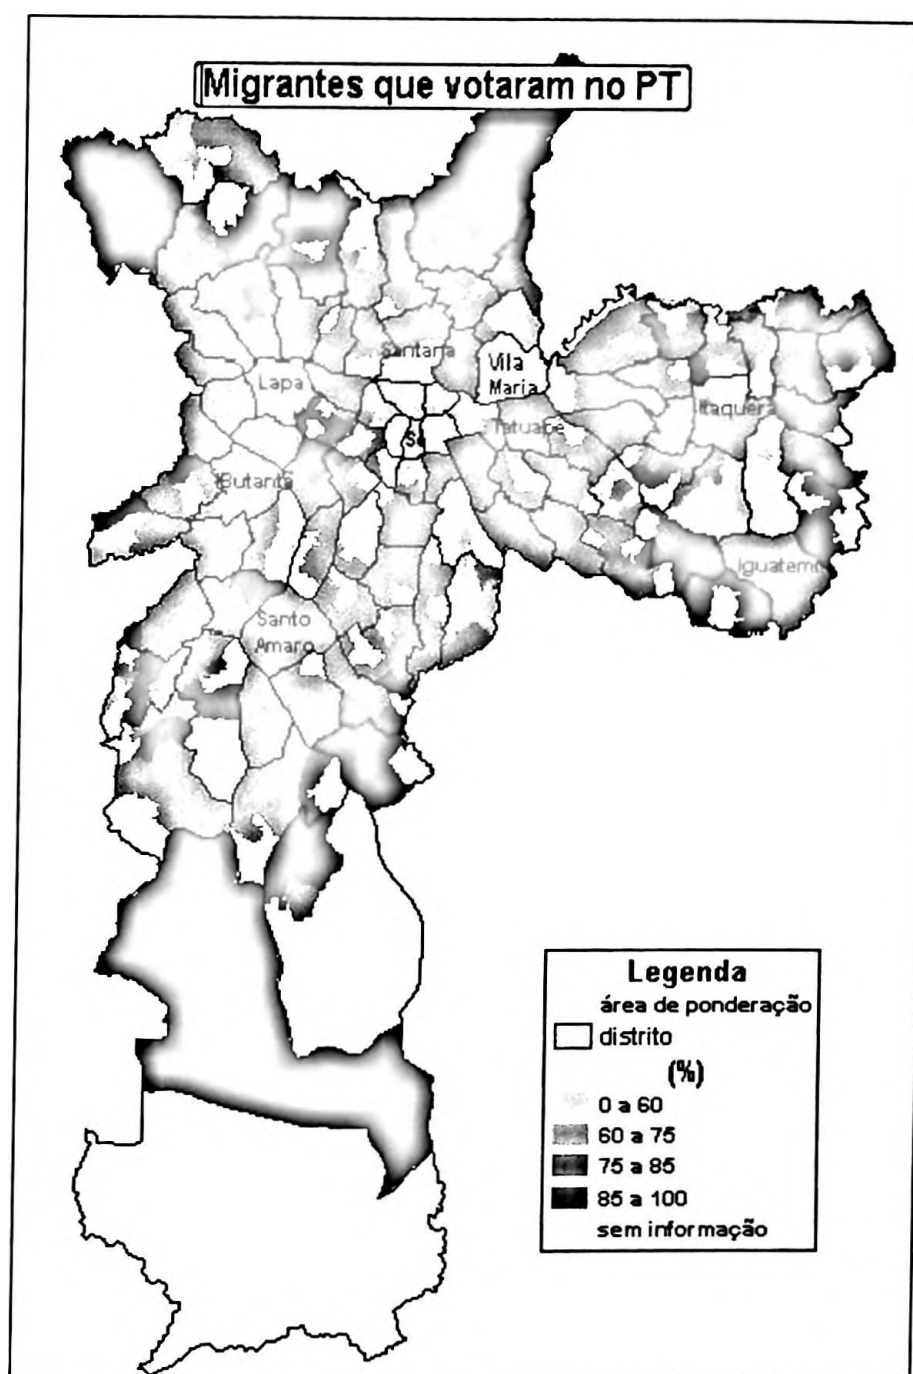 Migrantes que votaram no PT
Santana
Vila
Maria
Lapa
Itaquera
Tatuapé
Sé
Butantã
Iguatemi
Santo
Amaro
Legenda
área de ponderação
distrito
(%)
0 a 60
60 a 75
75 a 85
85 a 100
sem informação